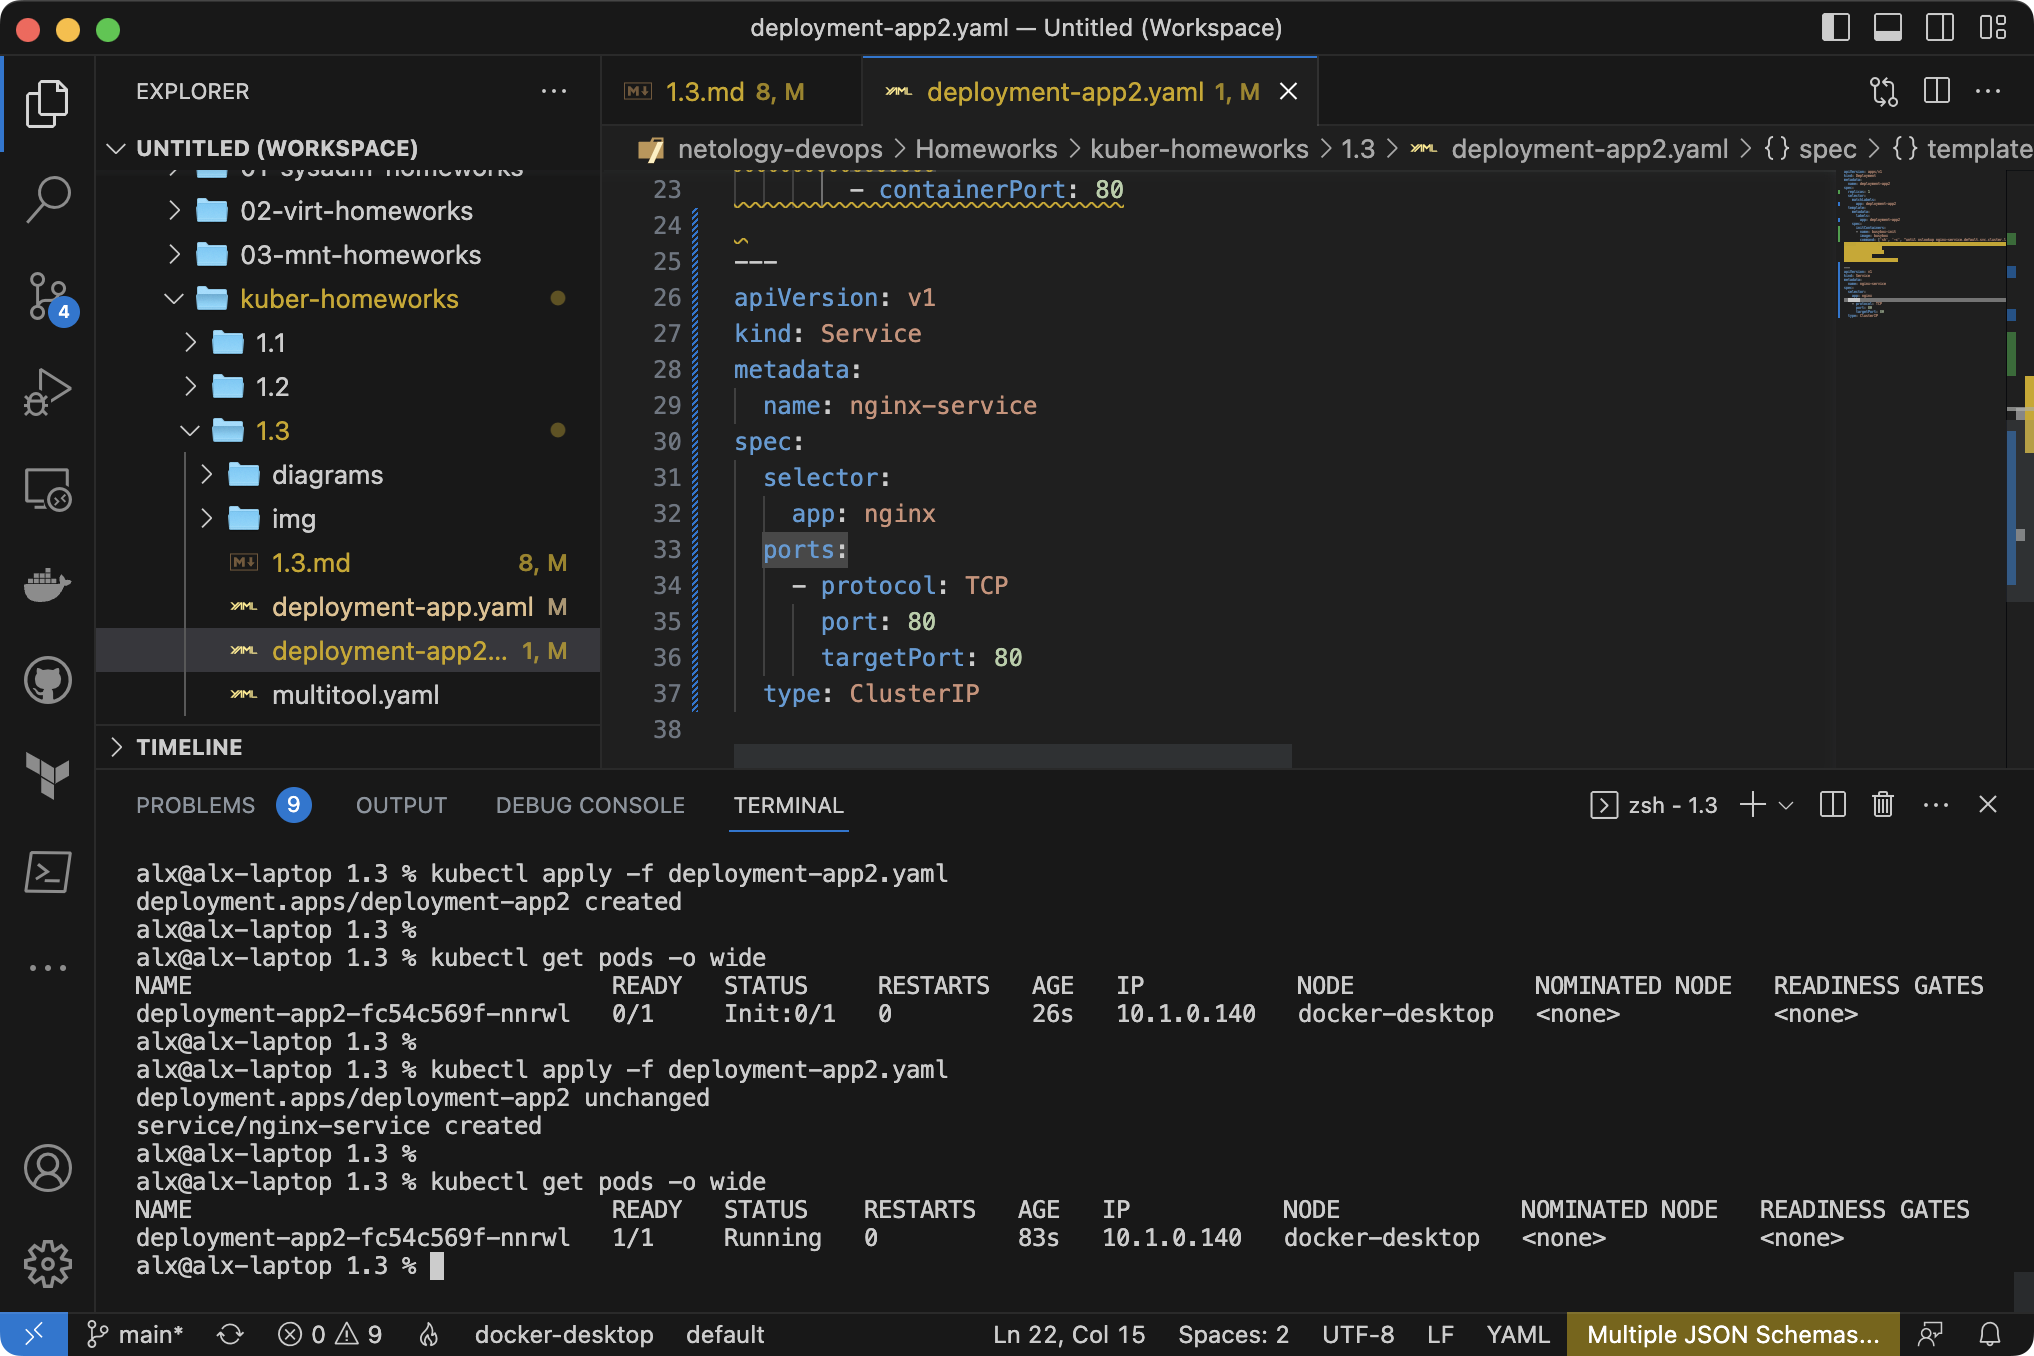 deployment-app2.yaml — Untitled (Workspace)
EXPLORER
UNTITLED (WORKSPACE)
01-sysadm-homeworks
02-virt-homeworks
03-mnt-homeworks
kuber-homeworks
1.1
1.2
1.3
diagrams
img
1.3.md 8, M
deployment-app.yaml M
deployment-app2... 1, M
multitool.yaml
TIMELINE
4
1.3.md 8, M
deployment-app2.yaml 1, M
netology-devops > Homeworks > kuber-homeworks > 1.3 > deployment-app2.yaml > {} spec > {} template
23 - containerPort: 80
24
25 ---
26 apiVersion: v1
27 kind: Service
28 metadata:
29 name: nginx-service
30 spec:
31 selector:
32 app: nginx
33 ports:
34 - protocol: TCP
35 port: 80
36 targetPort: 80
37 type: ClusterIP
38
PROBLEMS 9 OUTPUT DEBUG CONSOLE TERMINAL zsh - 1.3
alx@alx-laptop 1.3 % kubectl apply -f deployment-app2.yaml
deployment.apps/deployment-app2 created
alx@alx-laptop 1.3 %
alx@alx-laptop 1.3 % kubectl get pods -o wide
NAME READY STATUS RESTARTS AGE IP NODE NOMINATED NODE READINESS GATES
deployment-app2-fc54c569f-nnrwl 0/1 Init:0/1 0 26s 10.1.0.140 docker-desktop <none> <none>
alx@alx-laptop 1.3 %
alx@alx-laptop 1.3 % kubectl apply -f deployment-app2.yaml
deployment.apps/deployment-app2 unchanged
service/nginx-service created
alx@alx-laptop 1.3 %
alx@alx-laptop 1.3 % kubectl get pods -o wide
NAME READY STATUS RESTARTS AGE IP NODE NOMINATED NODE READINESS GATES
deployment-app2-fc54c569f-nnrwl 1/1 Running 0 83s 10.1.0.140 docker-desktop <none> <none>
alx@alx-laptop 1.3 %
main* 0 9 docker-desktop default Ln 22, Col 15 Spaces: 2 UTF-8 LF YAML Multiple JSON Schemas...